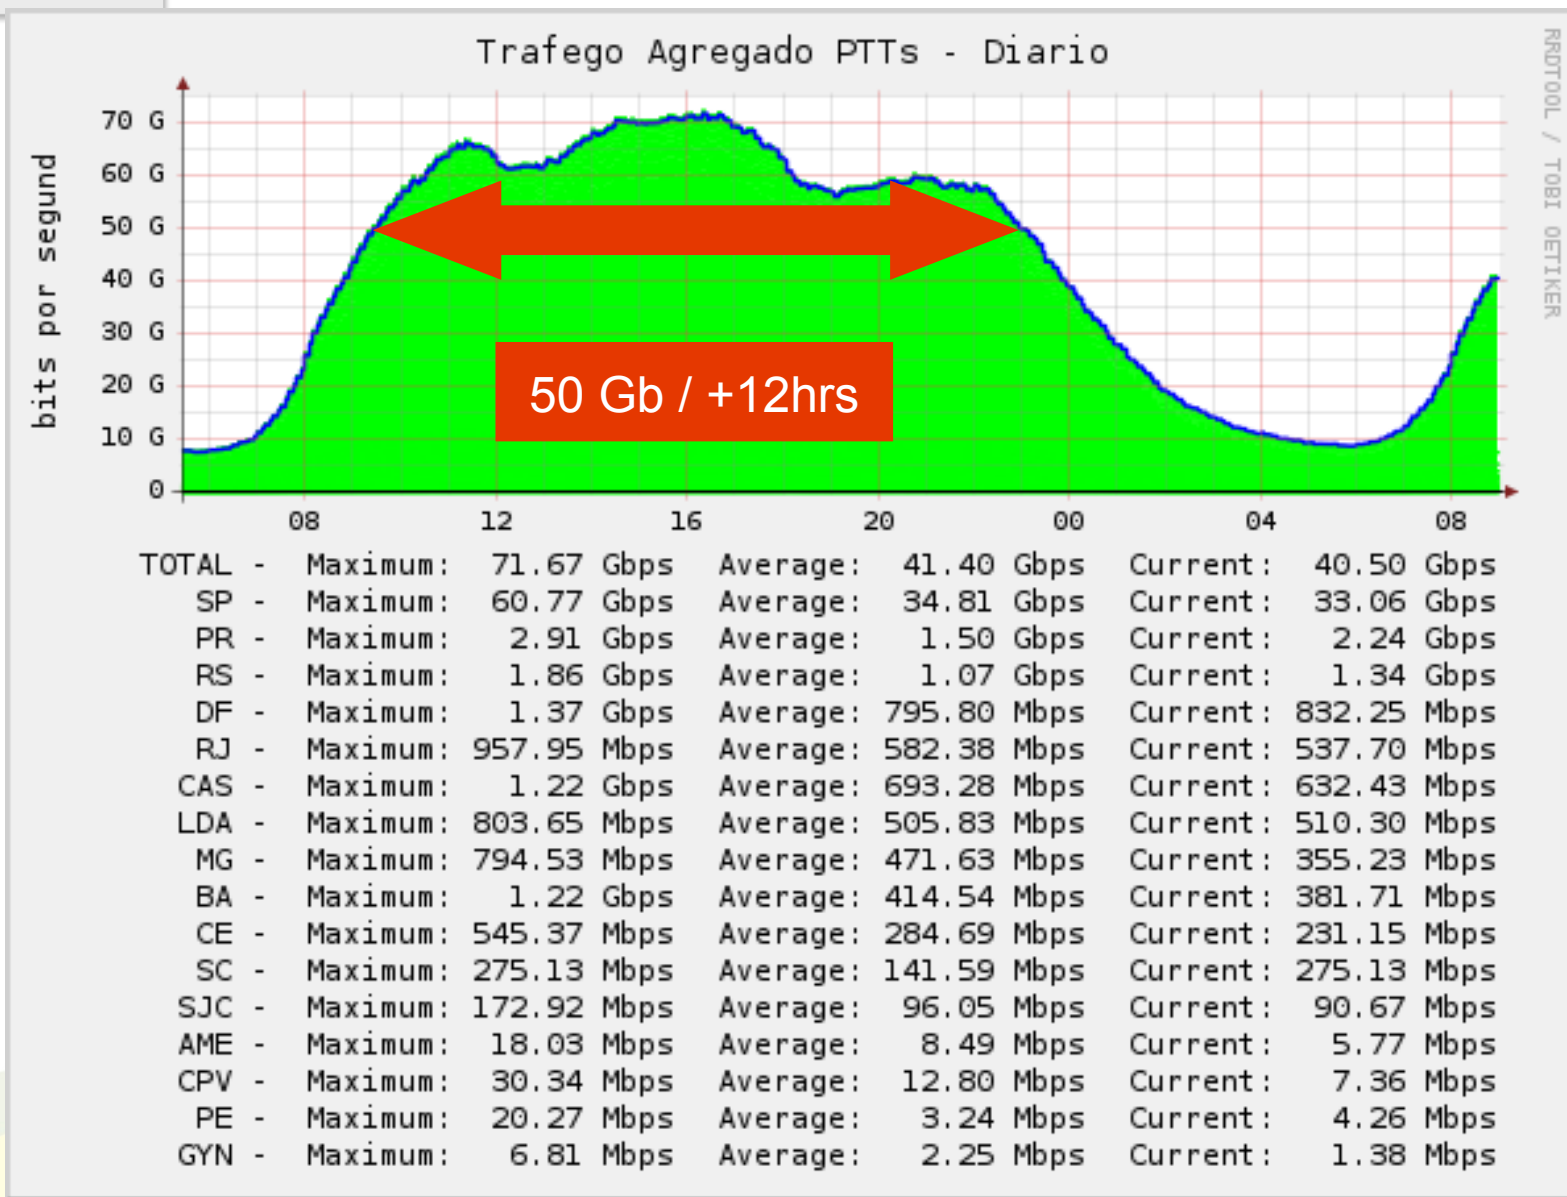 Trafego Agregado PTTs - Diario
RRDTOOL / TOBI OETIKER
bits por segund
70 G
60 G
50 G
40 G
30 G
20 G
10 G
0
50 Gb / +12hrs
08 12 16 20 00 04 08
TOTAL - Maximum: 71.67 Gbps Average: 41.40 Gbps Current: 40.50 Gbps
SP - Maximum: 60.77 Gbps Average: 34.81 Gbps Current: 33.06 Gbps
PR - Maximum: 2.91 Gbps Average: 1.50 Gbps Current: 2.24 Gbps
RS - Maximum: 1.86 Gbps Average: 1.07 Gbps Current: 1.34 Gbps
DF - Maximum: 1.37 Gbps Average: 795.80 Mbps Current: 832.25 Mbps
RJ - Maximum: 957.95 Mbps Average: 582.38 Mbps Current: 537.70 Mbps
CAS - Maximum: 1.22 Gbps Average: 693.28 Mbps Current: 632.43 Mbps
LDA - Maximum: 803.65 Mbps Average: 505.83 Mbps Current: 510.30 Mbps
MG - Maximum: 794.53 Mbps Average: 471.63 Mbps Current: 355.23 Mbps
BA - Maximum: 1.22 Gbps Average: 414.54 Mbps Current: 381.71 Mbps
CE - Maximum: 545.37 Mbps Average: 284.69 Mbps Current: 231.15 Mbps
SC - Maximum: 275.13 Mbps Average: 141.59 Mbps Current: 275.13 Mbps
SJC - Maximum: 172.92 Mbps Average: 96.05 Mbps Current: 90.67 Mbps
AME - Maximum: 18.03 Mbps Average: 8.49 Mbps Current: 5.77 Mbps
CPV - Maximum: 30.34 Mbps Average: 12.80 Mbps Current: 7.36 Mbps
PE - Maximum: 20.27 Mbps Average: 3.24 Mbps Current: 4.26 Mbps
GYN - Maximum: 6.81 Mbps Average: 2.25 Mbps Current: 1.38 Mbps